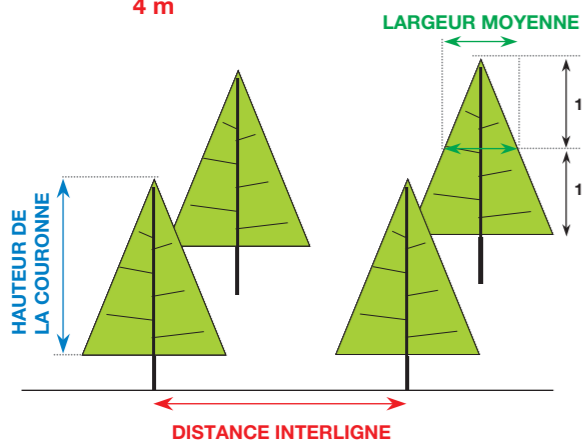 4 m
LARGEUR MOYENNE
1
1
HAUTEUR DE
LA COURONNE
DISTANCE INTERLIGNE